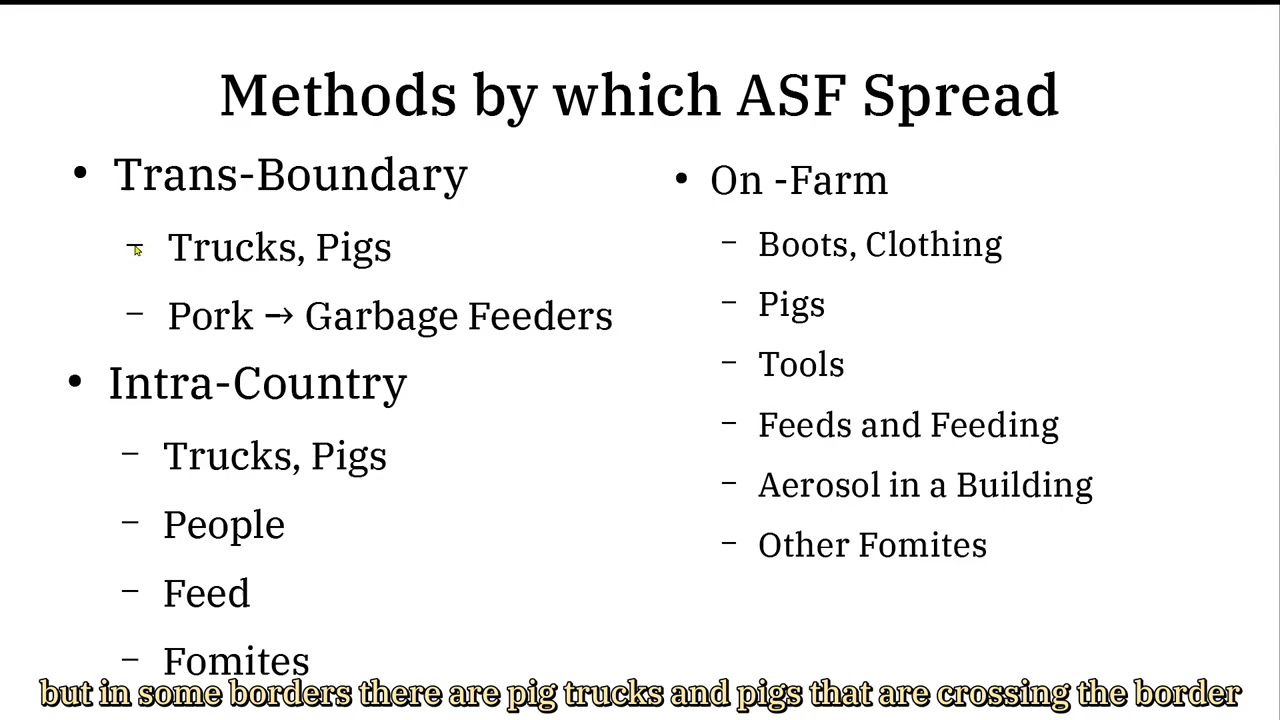 Methods by which ASF Spread
• Trans-Boundary
– Trucks, Pigs
– Pork → Garbage Feeders
• Intra-Country
– Trucks, Pigs
– People
– Feed
– Fomites
• On -Farm
– Boots, Clothing
– Pigs
– Tools
– Feeds and Feeding
– Aerosol in a Building
– Other Fomites
but in some borders there are pig trucks and pigs that are crossing the border